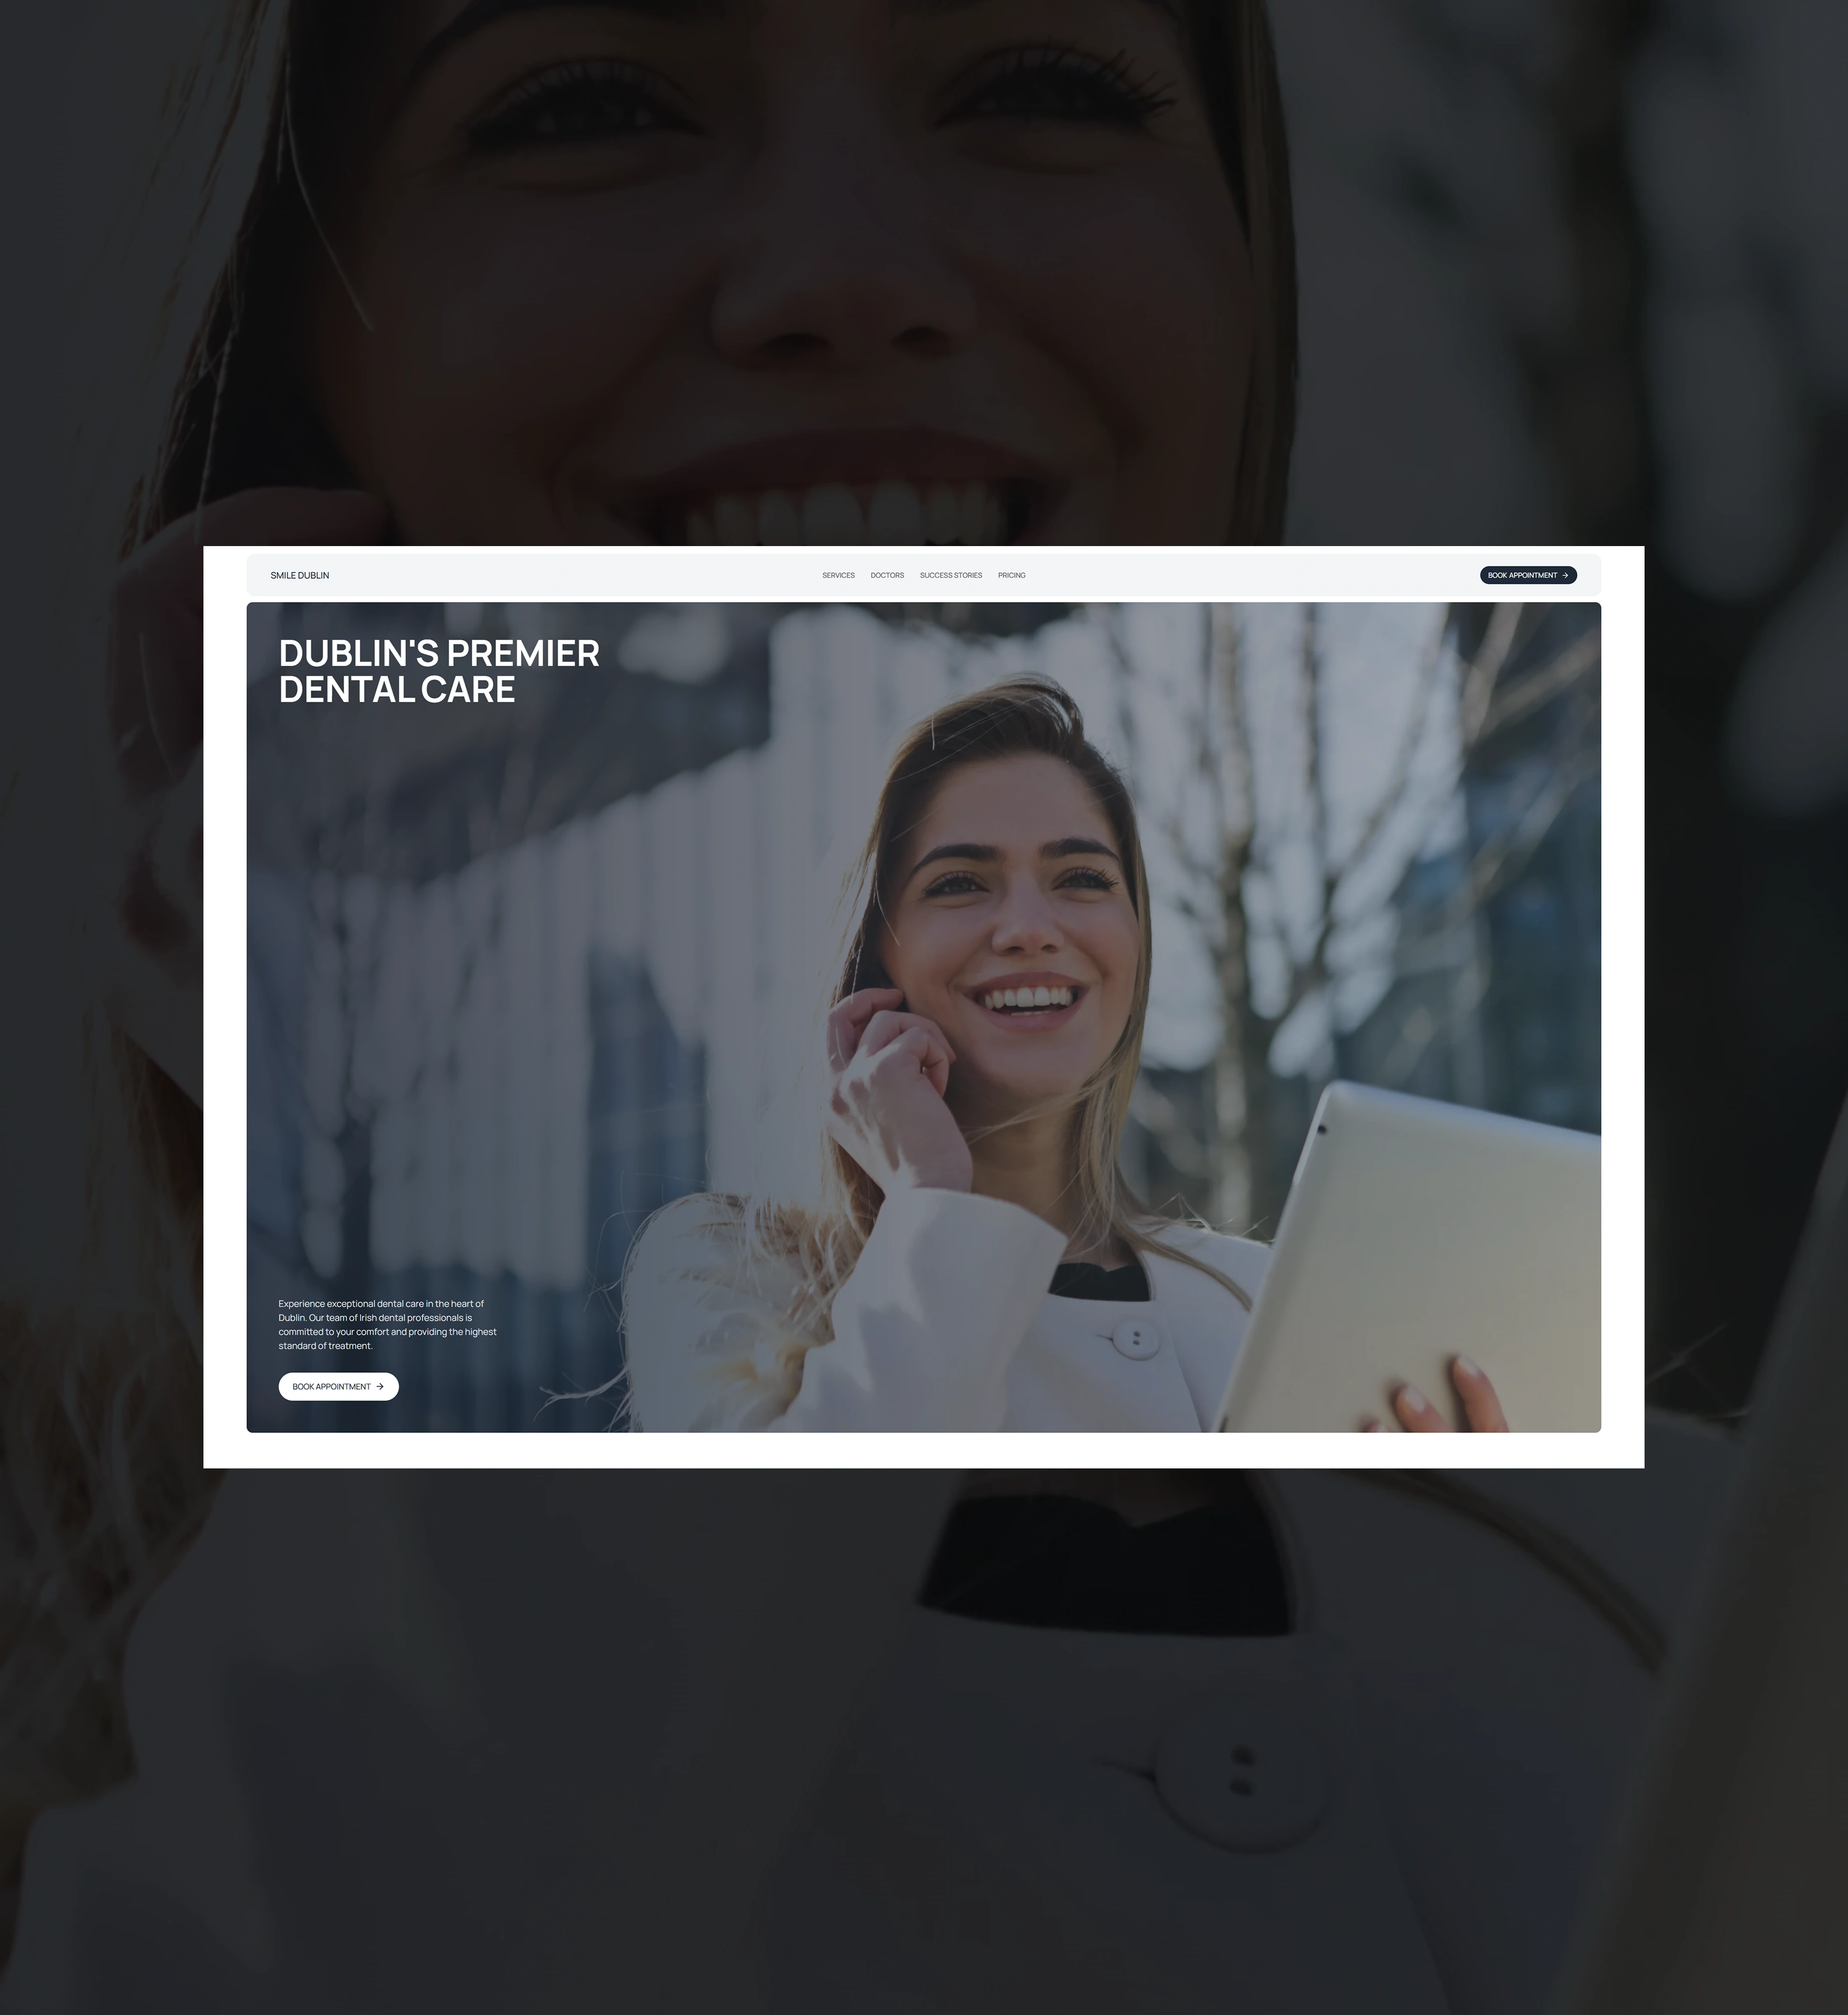 SMILE DUBLIN
SERVICES DOCTORS SUCCESS STORIES PRICING
BOOK APPOINTMENT →
DUBLIN'S PREMIER
DENTAL CARE
Experience exceptional dental care in the heart of
Dublin. Our team of Irish dental professionals is
committed to your comfort and providing the highest
standard of treatment.
BOOK APPOINTMENT →